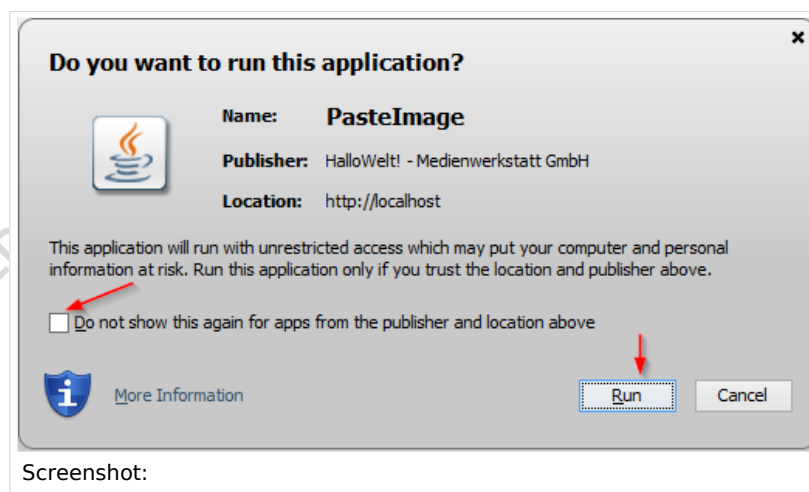 Do you want to run this application?
Name: PasteImage
Publisher: HalloWelt! - Medienwerkstatt GmbH
Location: http://localhost
This application will run with unrestricted access which may put your computer and personal
information at risk. Run this application only if you trust the location and publisher above.
Do not show this again for apps from the publisher and location above
More Information
Run Cancel
Screenshot: